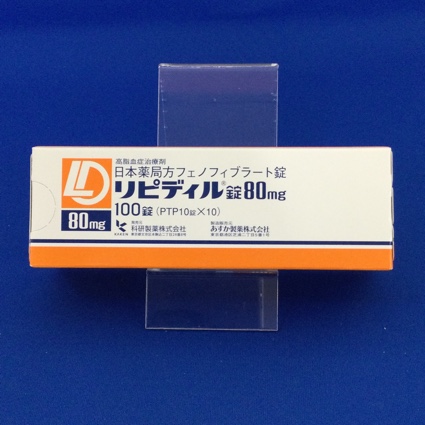 高脂血症治療剤
日本薬局方フェノフィブラート錠
リピディル®錠80mg
100錠(PTP10錠×10)
LD
80mg
科研製薬株式会社
あすか製薬株式会社